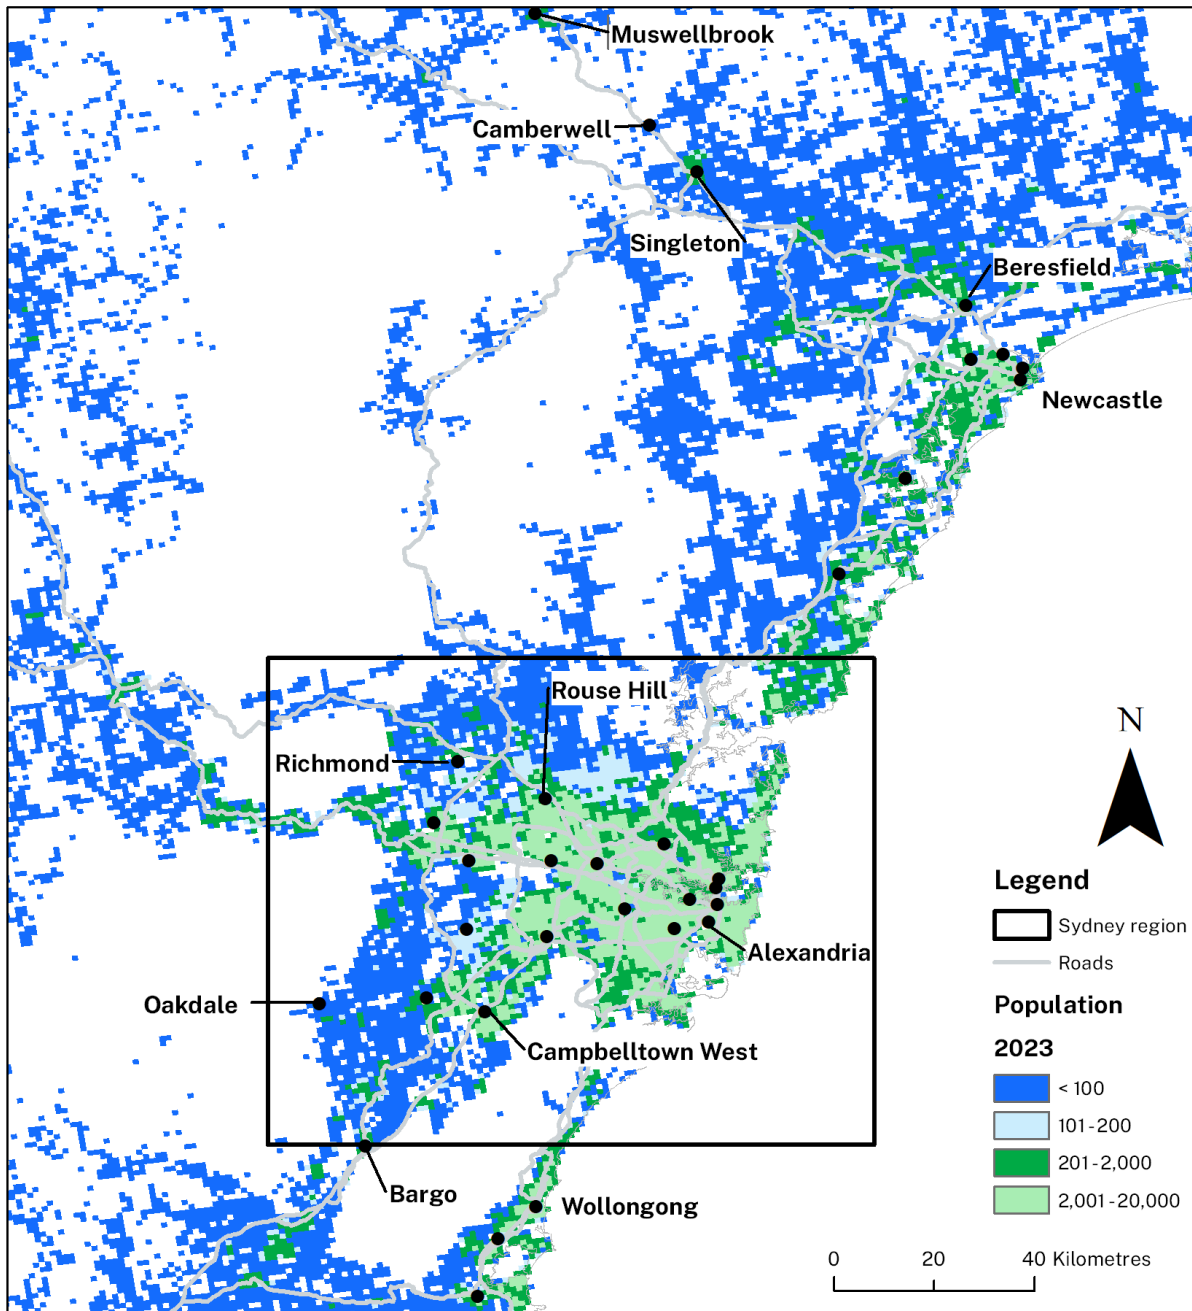 Muswellbrook
Camberwell
Singleton
Beresfield
Newcastle
Rouse Hill
Richmond
N
Legend
Sydney region
Roads
Alexandria
Oakdale
Population
2023
Campbelltown West
< 100
101-200
201-2,000
2,001-20,000
Bargo
Wollongong
0 20 40 Kilometres